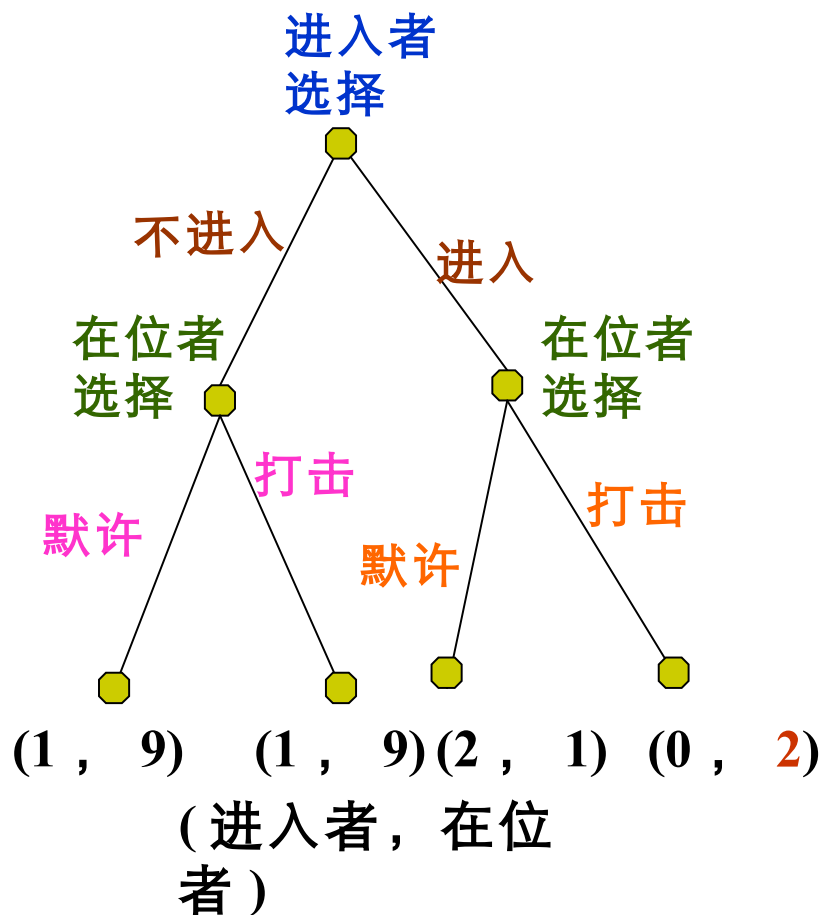 进入者
选择
不进入
进入
在位者
选择
在位者
选择
打击
默许
打击
默许
(1， 9) (1， 9) (2， 1) (0， 2)
(进入者，在位
者)